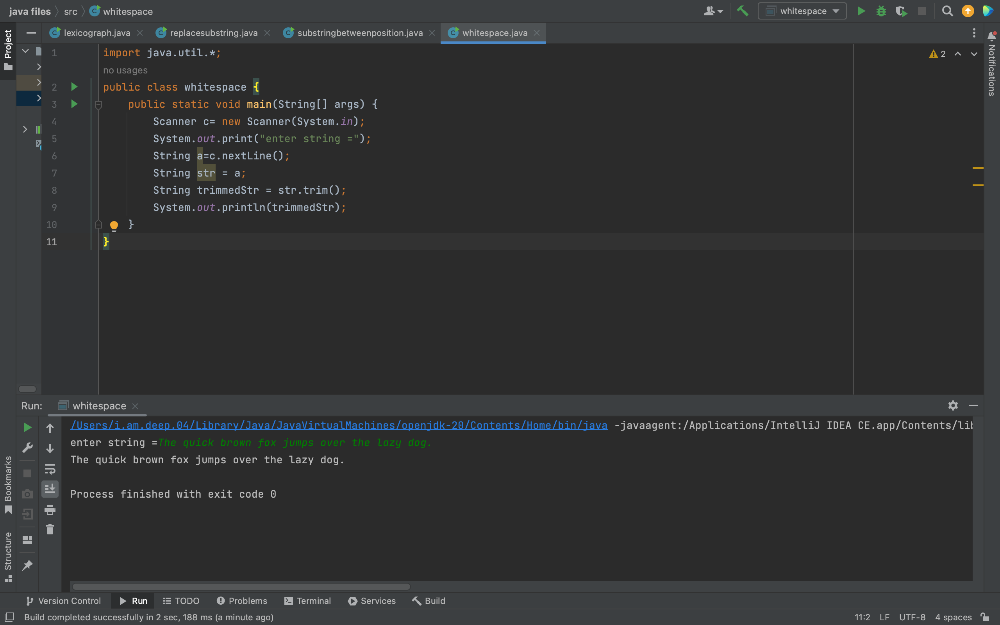 java files src whitespace
whitespace
lexicograph.java replacesubstring.java substringbetweenposition.java whitespace.java
Project
Notifications
2
1 import java.util.*;
no usages
2 public class whitespace {
3 public static void main(String[] args) {
4 Scanner c= new Scanner(System.in);
5 System.out.print("enter string =");
6 String a=c.nextLine();
7 String str = a;
8 String trimmedStr = str.trim();
9 System.out.println(trimmedStr);
10 }
11 }
Run: whitespace
/Users/i.am.deep.04/Library/Java/JavaVirtualMachines/openjdk-20/Contents/Home/bin/java -javaagent:/Applications/IntelliJ IDEA CE.app/Contents/lib
enter string =The quick brown fox jumps over the lazy dog.
The quick brown fox jumps over the lazy dog.
Process finished with exit code 0
Bookmarks
Structure
Version Control Run TODO Problems Terminal Services Build
Build completed successfully in 2 sec, 188 ms (a minute ago) 11:2 LF UTF-8 4 spaces